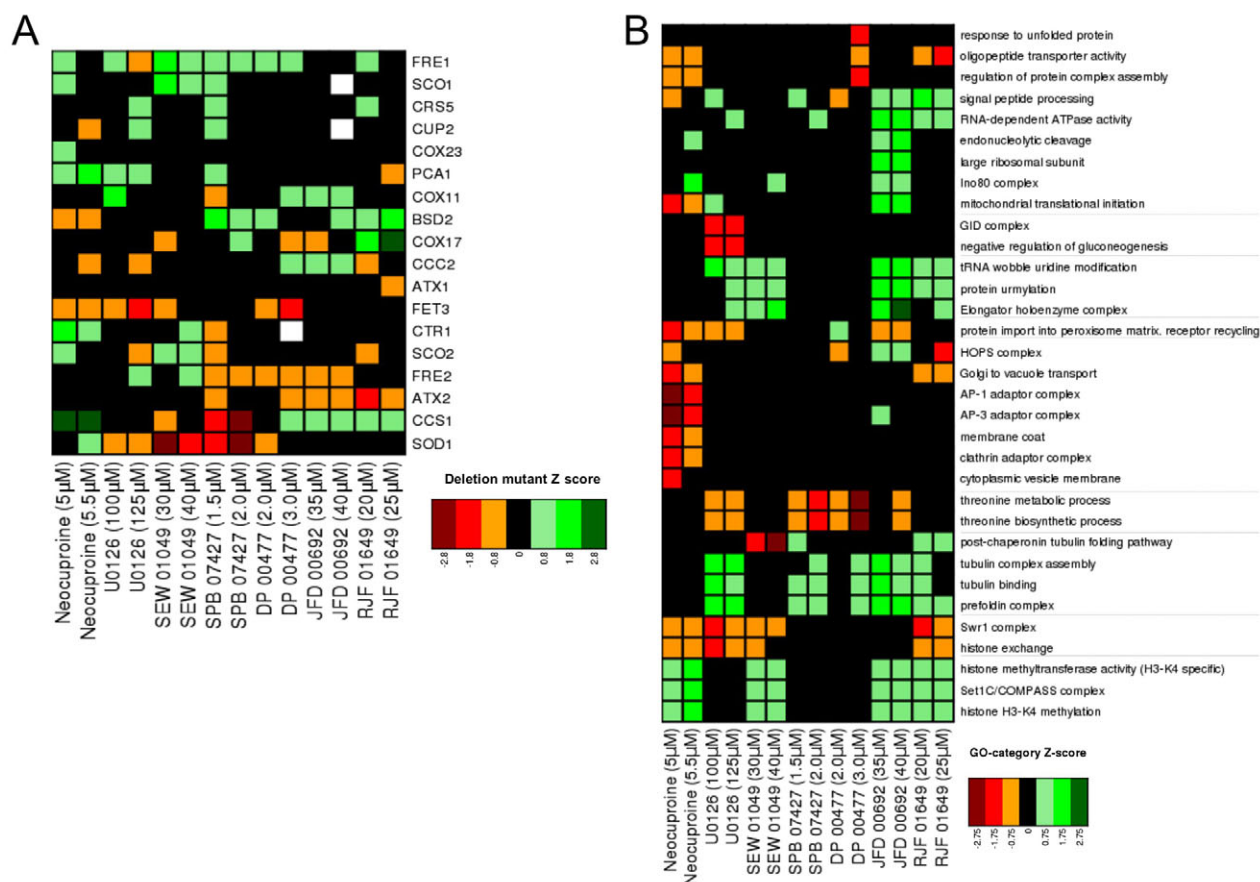 A
FRE1
SCO1
CRS5
CUP2
COX23
PCA1
COX11
BSD2
COX17
CCC2
ATX1
FET3
CTR1
SCO2
FRE2
ATX2
CCS1
SOD1
Neocuproine (5µM)
Neocuproine (5.5µM)
U0126 (100µM)
U0126 (125µM)
SEW 01049 (30µM)
SEW 01049 (40µM)
SPB 07427 (1.5µM)
SPB 07427 (2.0µM)
DP 00477 (2.0µM)
DP 00477 (3.0µM)
JFD 00692 (35µM)
JFD 00692 (40µM)
RJF 01649 (20µM)
RJF 01649 (25µM)
Deletion mutant Z score
-2.8
-1.8
-0.8
0
0.8
1.8
2.8
B
response to unfolded protein
oligopeptide transporter activity
regulation of protein complex assembly
signal peptide processing
RNA-dependent ATPase activity
endonucleolytic cleavage
large ribosomal subunit
Ino80 complex
mitochondrial translational initiation
GID complex
negative regulation of gluconeogenesis
tRNA wobble uridine modification
protein urmylation
Elongator holoenzyme complex
protein import into peroxisome matrix. receptor recycling
HOPS complex
Golgi to vacuole transport
AP-1 adaptor complex
AP-3 adaptor complex
membrane coat
clathrin adaptor complex
cytoplasmic vesicle membrane
threonine metabolic process
threonine biosynthetic process
post-chaperonin tubulin folding pathway
tubulin complex assembly
tubulin binding
prefoldin complex
Swr1 complex
histone exchange
histone methyltransferase activity (H3-K4 specific)
Set1C/COMPASS complex
histone H3-K4 methylation
Neocuproine (5µM)
Neocuproine (5.5µM)
U0126 (100µM)
U0126 (125µM)
SEW 01049 (30µM)
SEW 01049 (40µM)
SPB 07427 (1.5µM)
SPB 07427 (2.0µM)
DP 00477 (2.0µM)
DP 00477 (3.0µM)
JFD 00692 (35µM)
JFD 00692 (40µM)
RJF 01649 (20µM)
RJF 01649 (25µM)
GO-category Z-score
-2.75
-1.75
-0.75
0
0.75
1.75
2.75